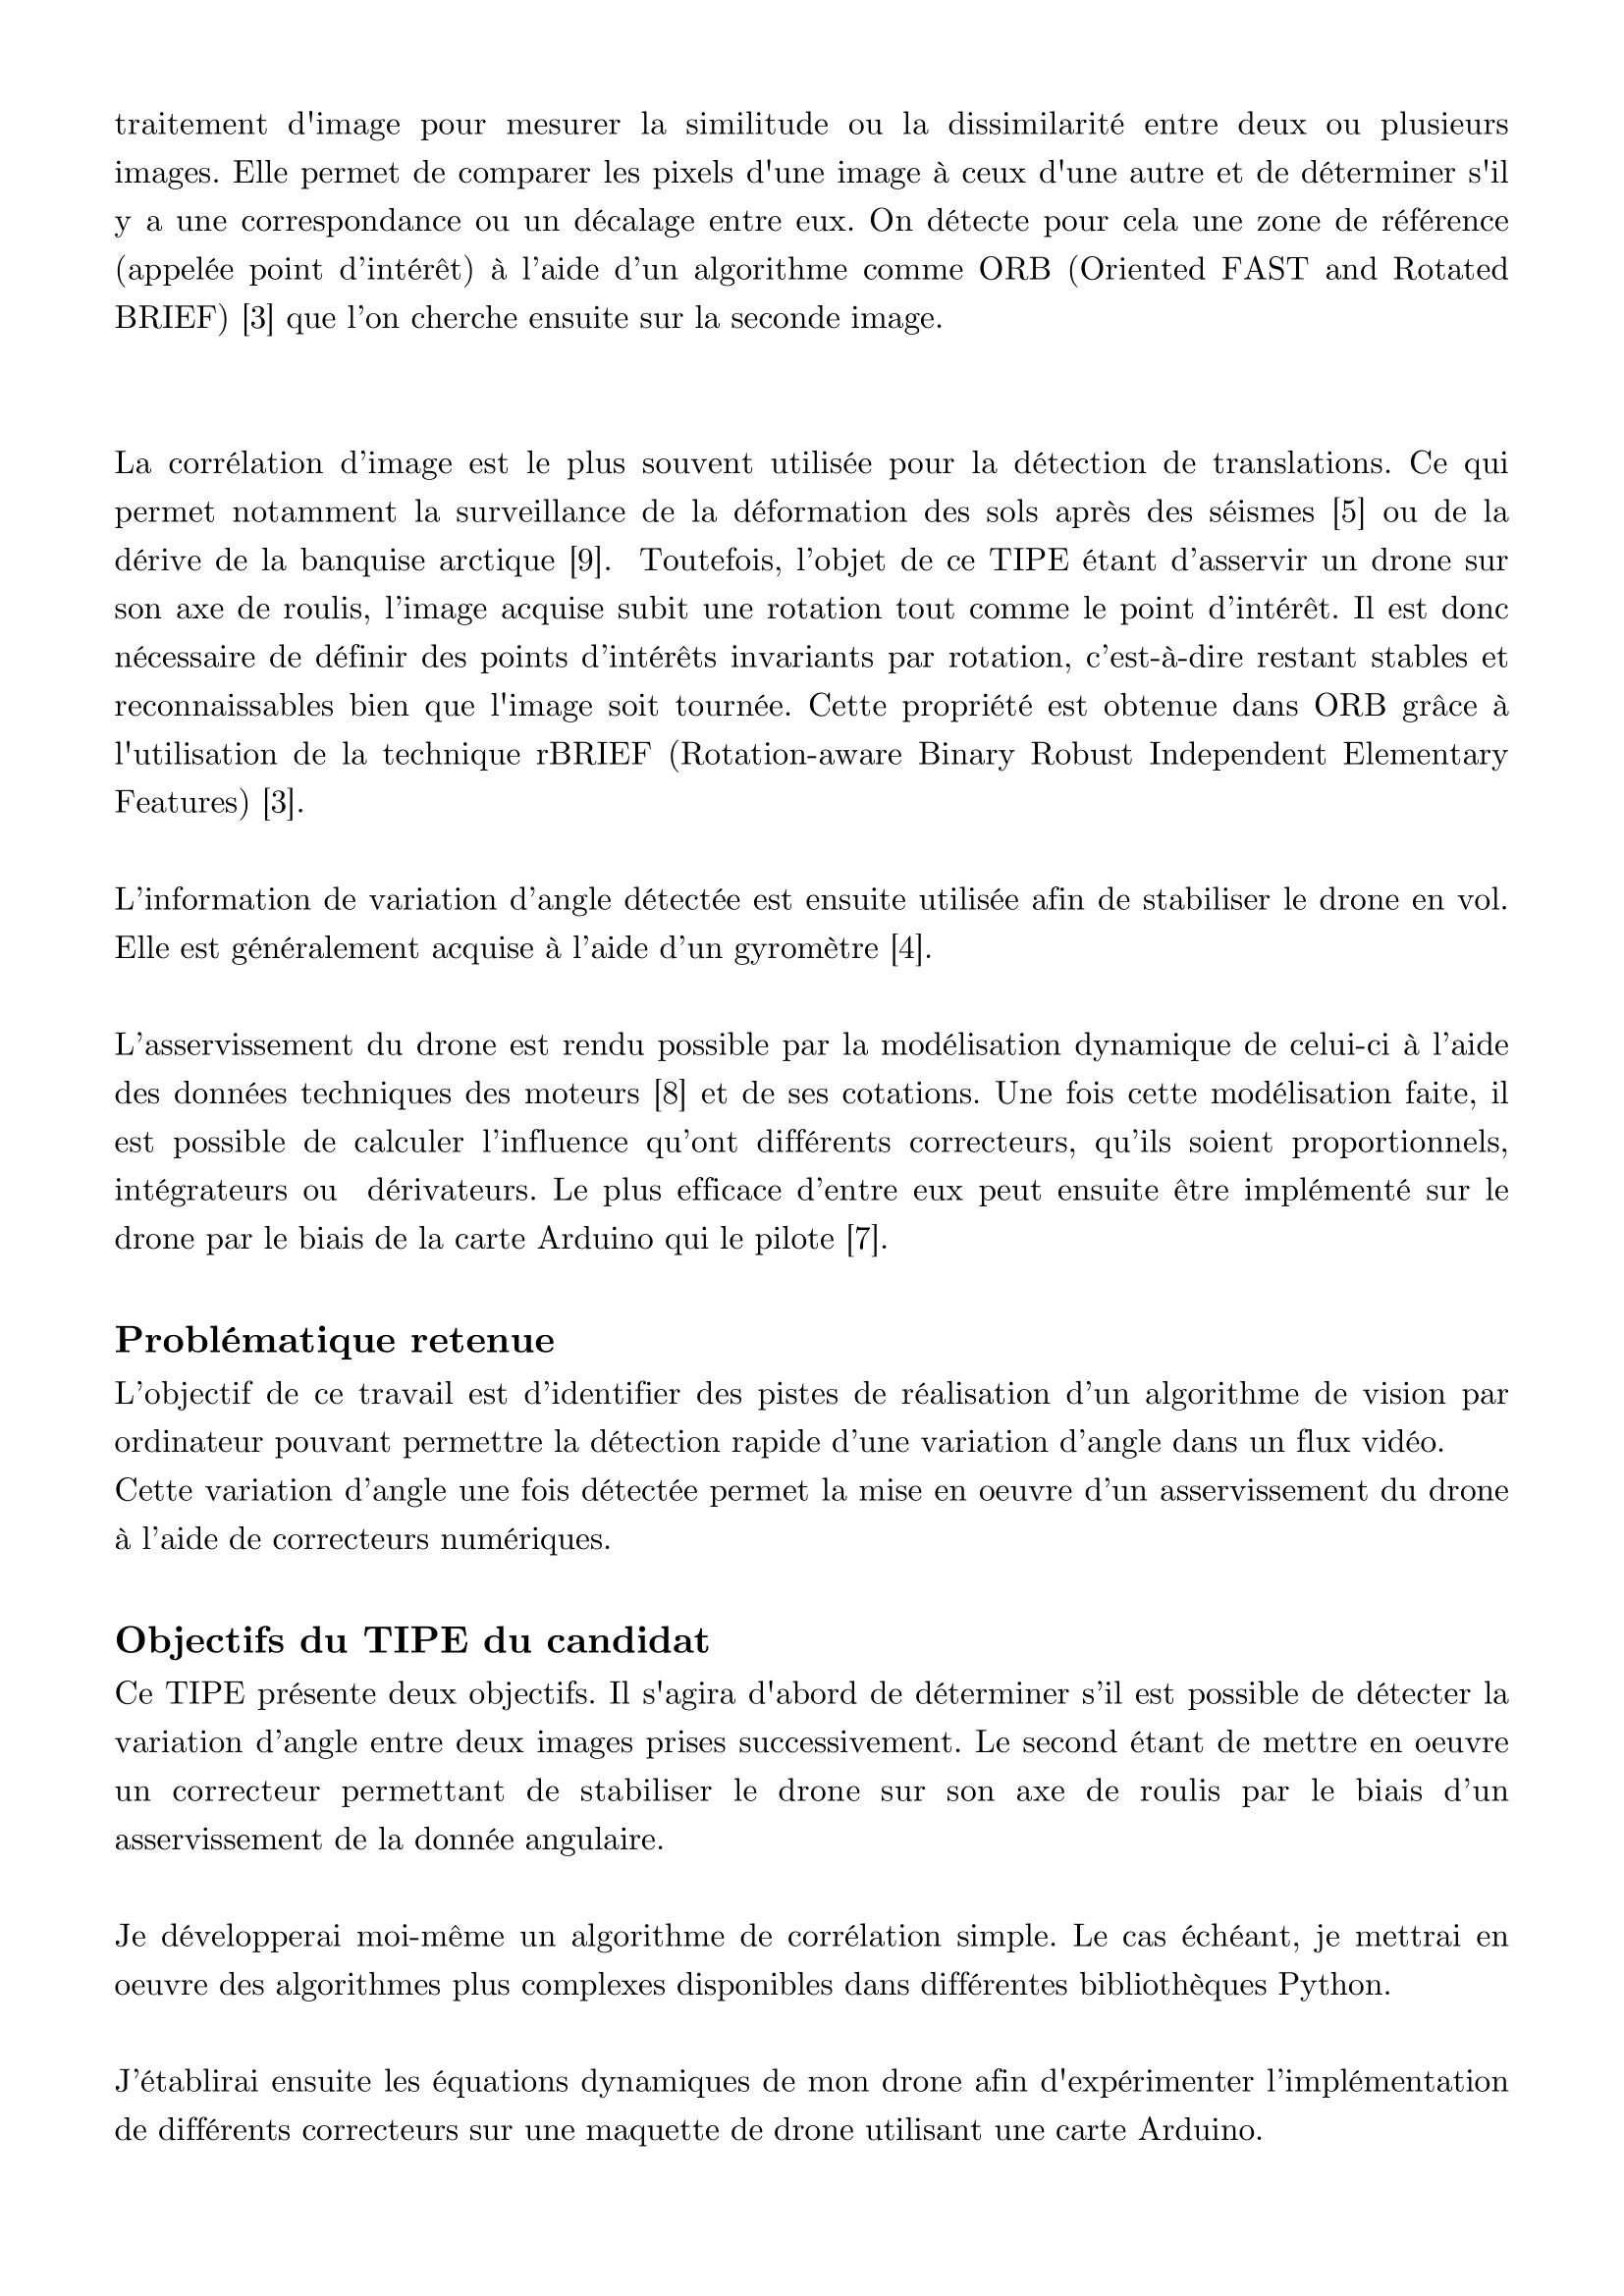 traitement d'image pour mesurer la similitude ou la dissimilarité entre deux ou plusieurs
images. Elle permet de comparer les pixels d'une image à ceux d'une autre et de déterminer s'il
y a une correspondance ou un décalage entre eux. On détecte pour cela une zone de référence
(appelée point d’intérêt) à l’aide d’un algorithme comme ORB (Oriented FAST and Rotated
BRIEF) [3] que l’on cherche ensuite sur la seconde image.
La corrélation d’image est le plus souvent utilisée pour la détection de translations. Ce qui
permet notamment la surveillance de la déformation des sols après des séismes [5] ou de la
dérive de la banquise arctique [9].  Toutefois, l’objet de ce TIPE étant d’asservir un drone sur
son axe de roulis, l’image acquise subit une rotation tout comme le point d’intérêt. Il est donc
nécessaire de définir des points d’intérêts invariants par rotation, c’est-à-dire restant stables et
reconnaissables bien que l'image soit tournée. Cette propriété est obtenue dans ORB grâce à
l'utilisation de la technique rBRIEF (Rotation-aware Binary Robust Independent Elementary
Features) [3].
L’information de variation d’angle détectée est ensuite utilisée afin de stabiliser le drone en vol.
Elle est généralement acquise à l’aide d’un gyromètre [4].
L’asservissement du drone est rendu possible par la modélisation dynamique de celui-ci à l’aide
des données techniques des moteurs [8] et de ses cotations. Une fois cette modélisation faite, il
est possible de calculer l’influence qu’ont différents correcteurs, qu’ils soient proportionnels,
intégrateurs ou  dérivateurs. Le plus efficace d’entre eux peut ensuite être implémenté sur le
drone par le biais de la carte Arduino qui le pilote [7].
Problématique retenue
L’objectif de ce travail est d’identifier des pistes de réalisation d’un algorithme de vision par
ordinateur pouvant permettre la détection rapide d’une variation d’angle dans un flux vidéo.
Cette variation d’angle une fois détectée permet la mise en oeuvre d’un asservissement du drone
à l’aide de correcteurs numériques.
Objectifs du TIPE du candidat
Ce TIPE présente deux objectifs. Il s'agira d'abord de déterminer s’il est possible de détecter la
variation d’angle entre deux images prises successivement. Le second étant de mettre en oeuvre
un correcteur permettant de stabiliser le drone sur son axe de roulis par le biais d’un
asservissement de la donnée angulaire.
Je développerai moi-même un algorithme de corrélation simple. Le cas échéant, je mettrai en
oeuvre des algorithmes plus complexes disponibles dans différentes bibliothèques Python.
J’établirai ensuite les équations dynamiques de mon drone afin d'expérimenter l’implémentation
de différents correcteurs sur une maquette de drone utilisant une carte Arduino.